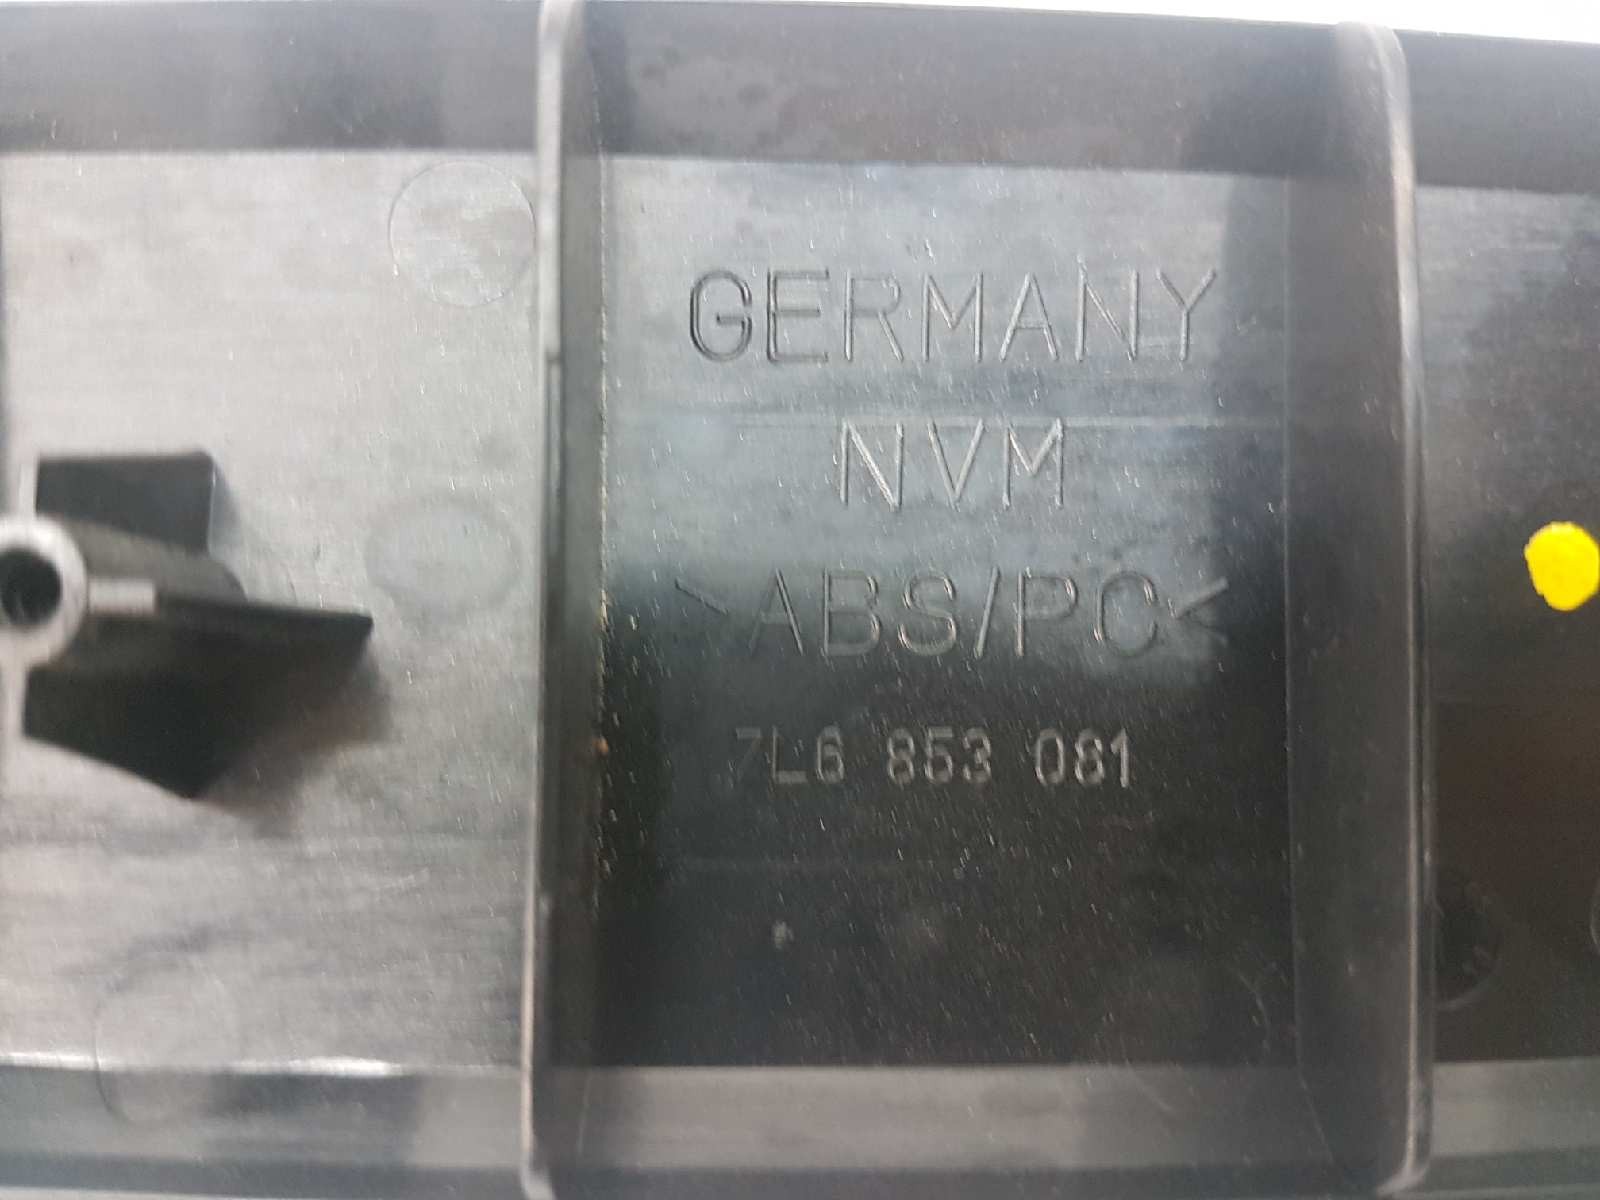 GERMANY
NVM
>ABS/PC<
7L6 853 081